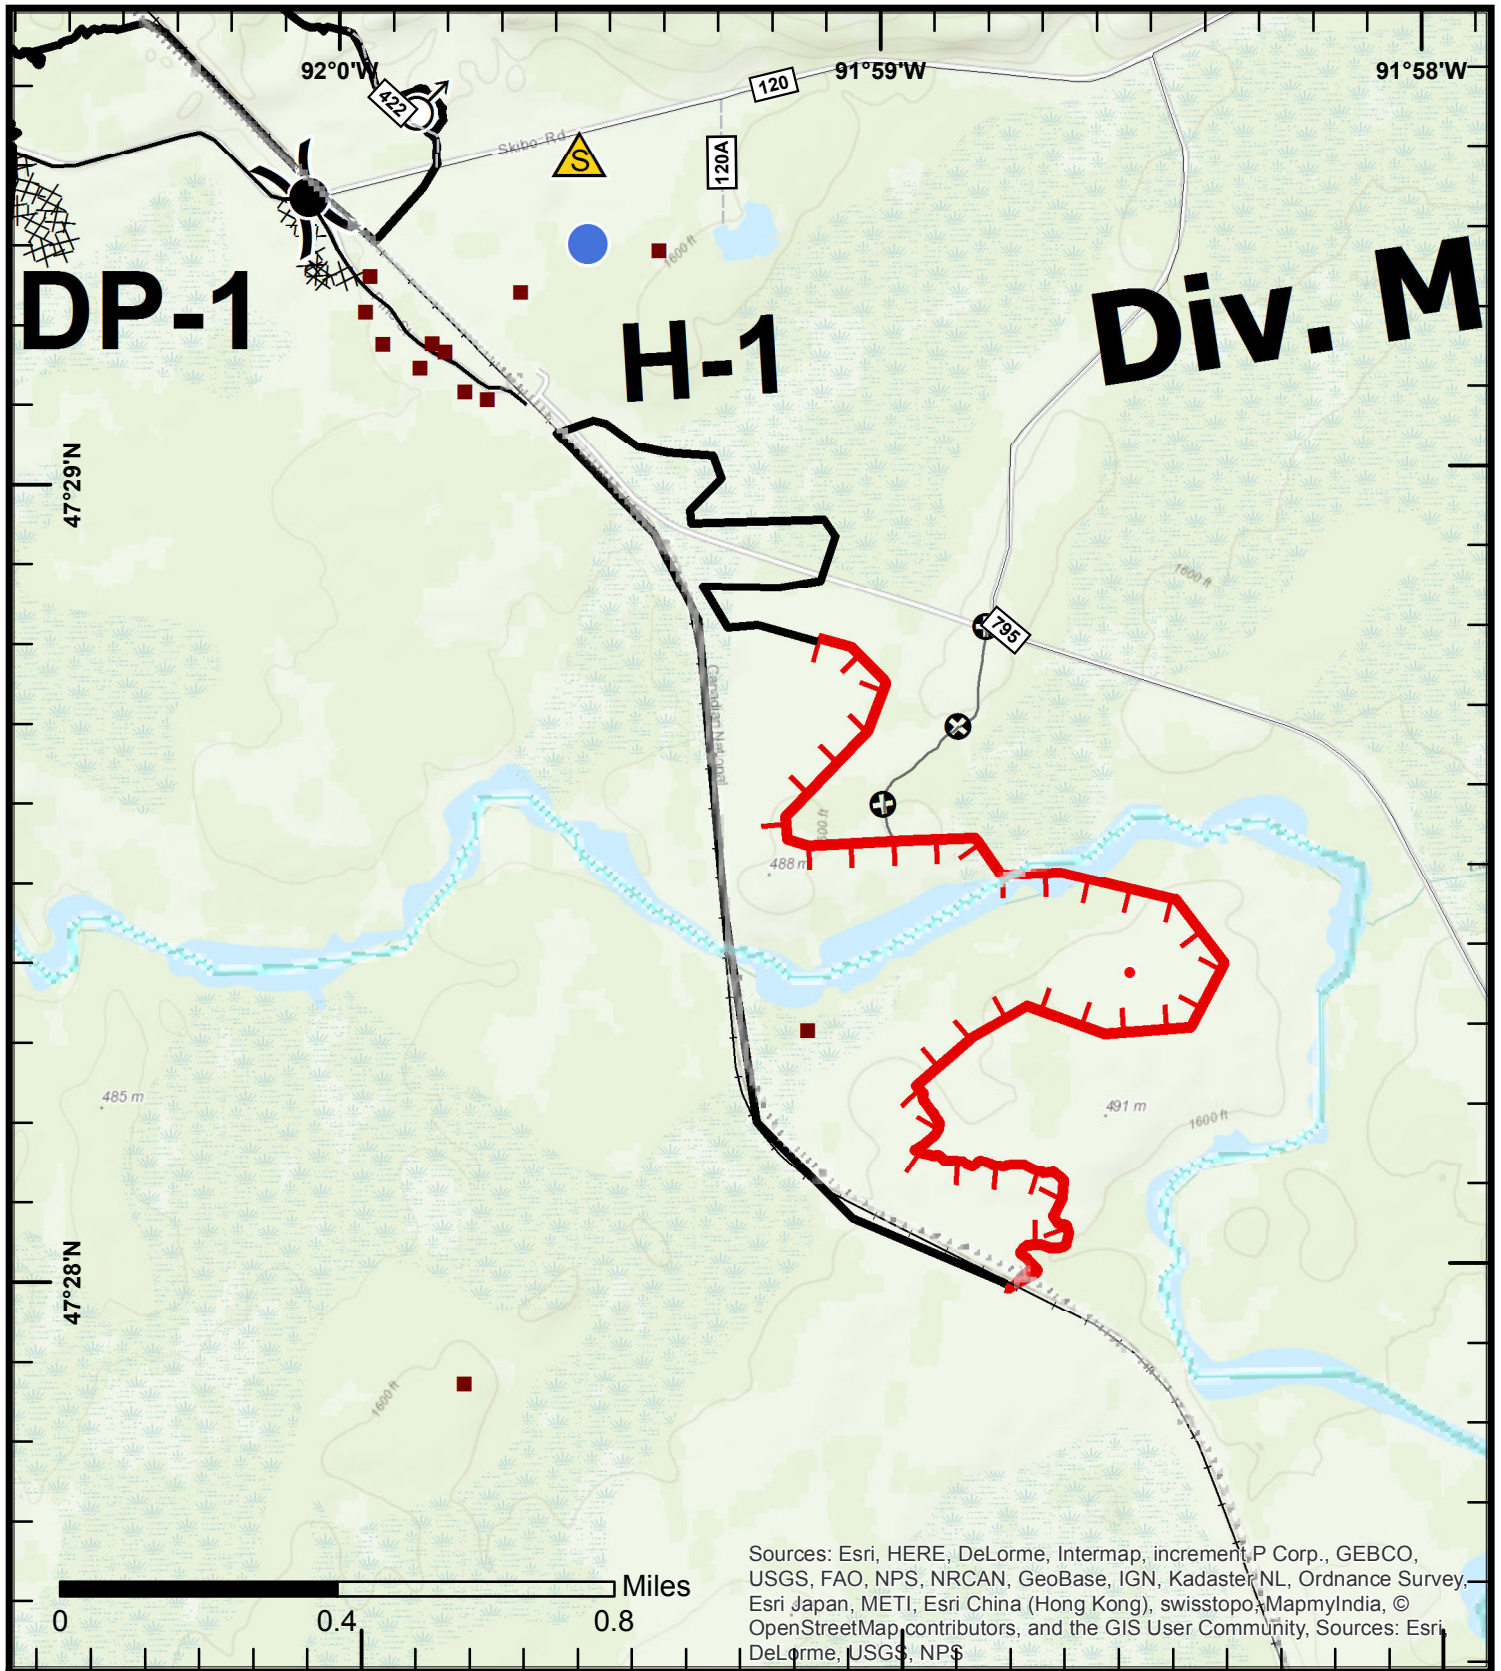 92°0'W
91°59'W
91°58'W
422
120
Skibo Rd
S
120A
1600 ft
DP-1
H-1
Div. M
47°29'N
1600 ft
795
Canadian National
488 m
485 m
491 m
1600 ft
47°28'N
1600 ft
Miles
0
0.4
0.8
Sources: Esri, HERE, DeLorme, Intermap, increment P Corp., GEBCO,
USGS, FAO, NPS, NRCAN, GeoBase, IGN, Kadaster NL, Ordnance Survey,
Esri Japan, METI, Esri China (Hong Kong), swisstopo, MapmyIndia, ©
OpenStreetMap contributors, and the GIS User Community, Sources: Esri,
DeLorme, USGS, NPS